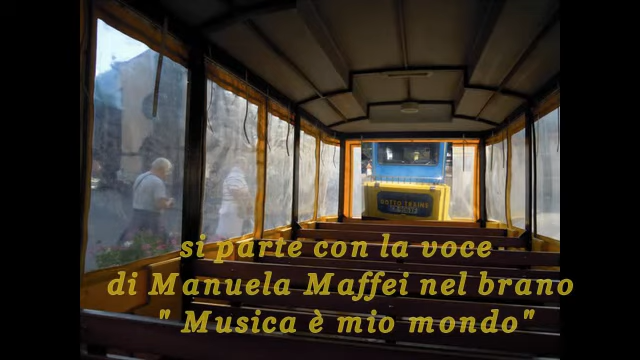 si parte con la voce
di Manuela Maffei nel brano
" Musica è mio mondo"